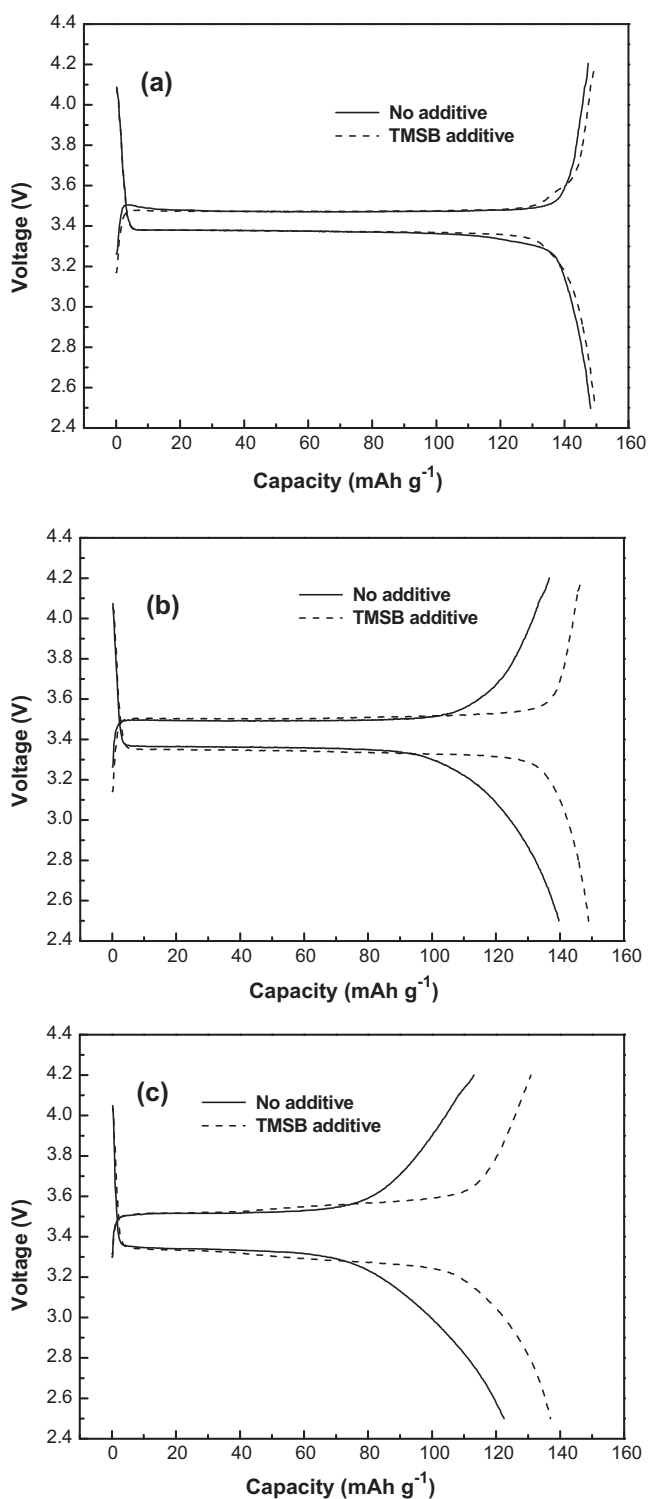 (a)
No additive
TMSB additive
4.4
4.2
4.0
3.8
3.6
3.4
3.2
3.0
2.8
2.6
2.4
Voltage (V)
0 20 40 60 80 100 120 140 160
Capacity (mAh g⁻¹)
(b)
No additive
TMSB additive
4.4
4.2
4.0
3.8
3.6
3.4
3.2
3.0
2.8
2.6
2.4
Voltage (V)
0 20 40 60 80 100 120 140 160
Capacity (mAh g⁻¹)
(c)
No additive
TMSB additive
4.4
4.2
4.0
3.8
3.6
3.4
3.2
3.0
2.8
2.6
2.4
Voltage (V)
0 20 40 60 80 100 120 140 160
Capacity (mAh g⁻¹)